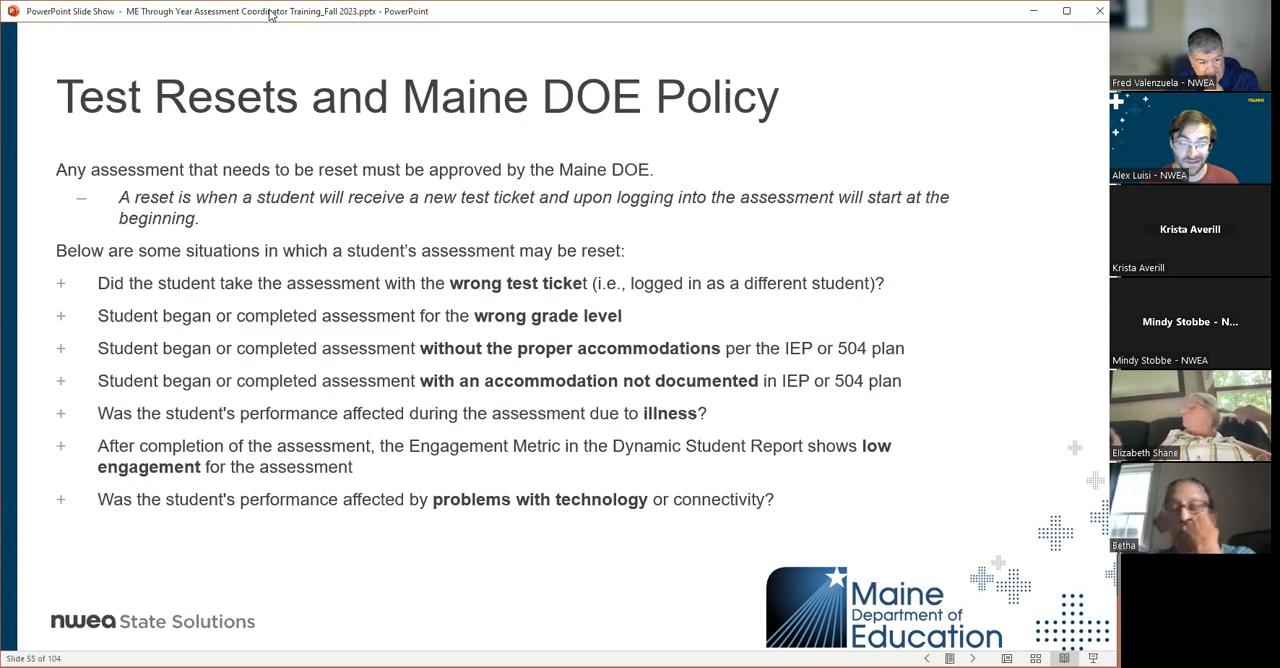 PowerPoint Slide Show - ME Through Year Assessment Coordinator Training_Fall 2023.pptx - PowerPoint
Test Resets and Maine DOE Policy
Any assessment that needs to be reset must be approved by the Maine DOE.
– A reset is when a student will receive a new test ticket and upon logging into the assessment will start at the
beginning.
Below are some situations in which a student's assessment may be reset:
+ Did the student take the assessment with the wrong test ticket (i.e., logged in as a different student)?
+ Student began or completed assessment for the wrong grade level
+ Student began or completed assessment without the proper accommodations per the IEP or 504 plan
+ Student began or completed assessment with an accommodation not documented in IEP or 504 plan
+ Was the student's performance affected during the assessment due to illness?
+ After completion of the assessment, the Engagement Metric in the Dynamic Student Report shows low
engagement for the assessment
+ Was the student's performance affected by problems with technology or connectivity?
nwea State Solutions
Maine
Department of
Education
Slide 55 of 104
Fred Valenzuela - NWEA
nwea
Alex Luisi - NWEA
Krista Averill
Krista Averill
Mindy Stobbe - N...
Mindy Stobbe - NWEA
Elizabeth Shane
Betha